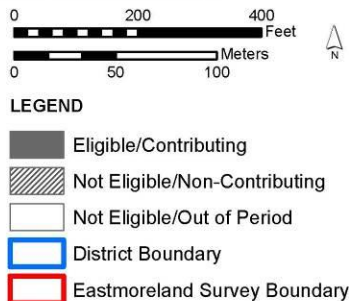 0 200 400
Feet
Meters
0 50 100
N
LEGEND
Eligible/Contributing
Not Eligible/Non-Contributing
Not Eligible/Out of Period
District Boundary
Eastmoreland Survey Boundary